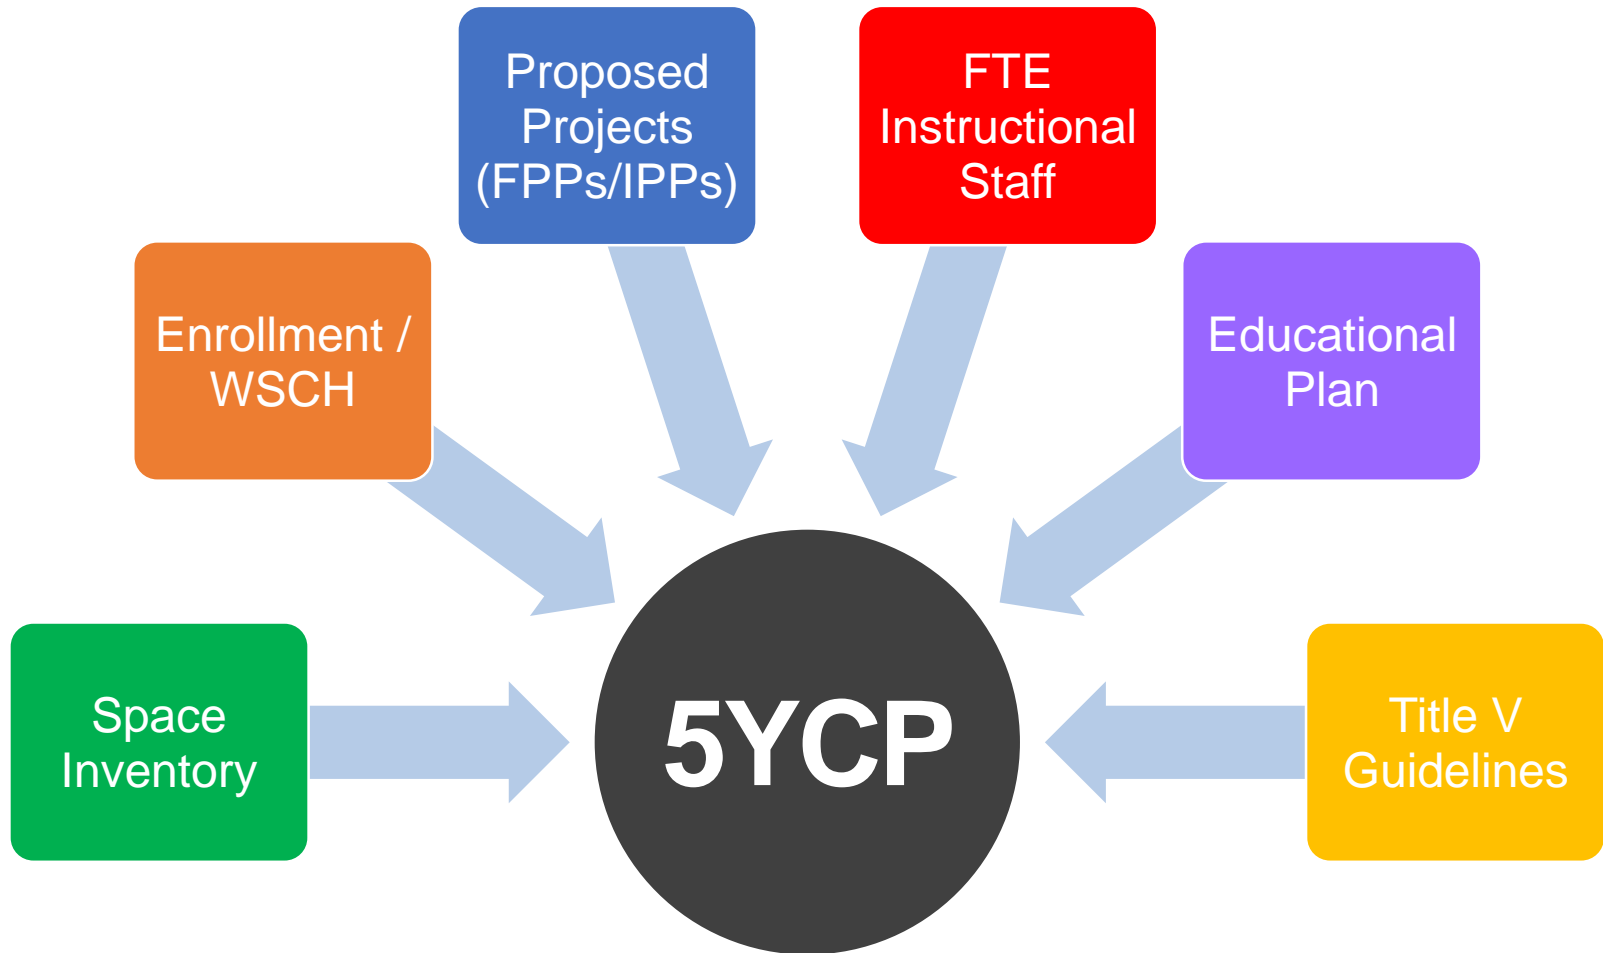 Proposed
Projects
(FPPs/IPPs)
FTE
Instructional
Staff
Enrollment /
WSCH
Educational
Plan
Space
Inventory
5YCP
Title V
Guidelines